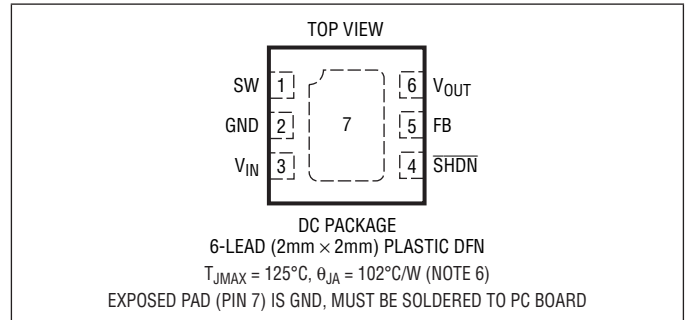 TOP VIEW
SW 1 6 VOUT
GND 2 7 5 FB
VIN 3 4 SHDN
DC PACKAGE
6-LEAD (2mm × 2mm) PLASTIC DFN
TJMAX = 125°C, θJA = 102°C/W (NOTE 6)
EXPOSED PAD (PIN 7) IS GND, MUST BE SOLDERED TO PC BOARD